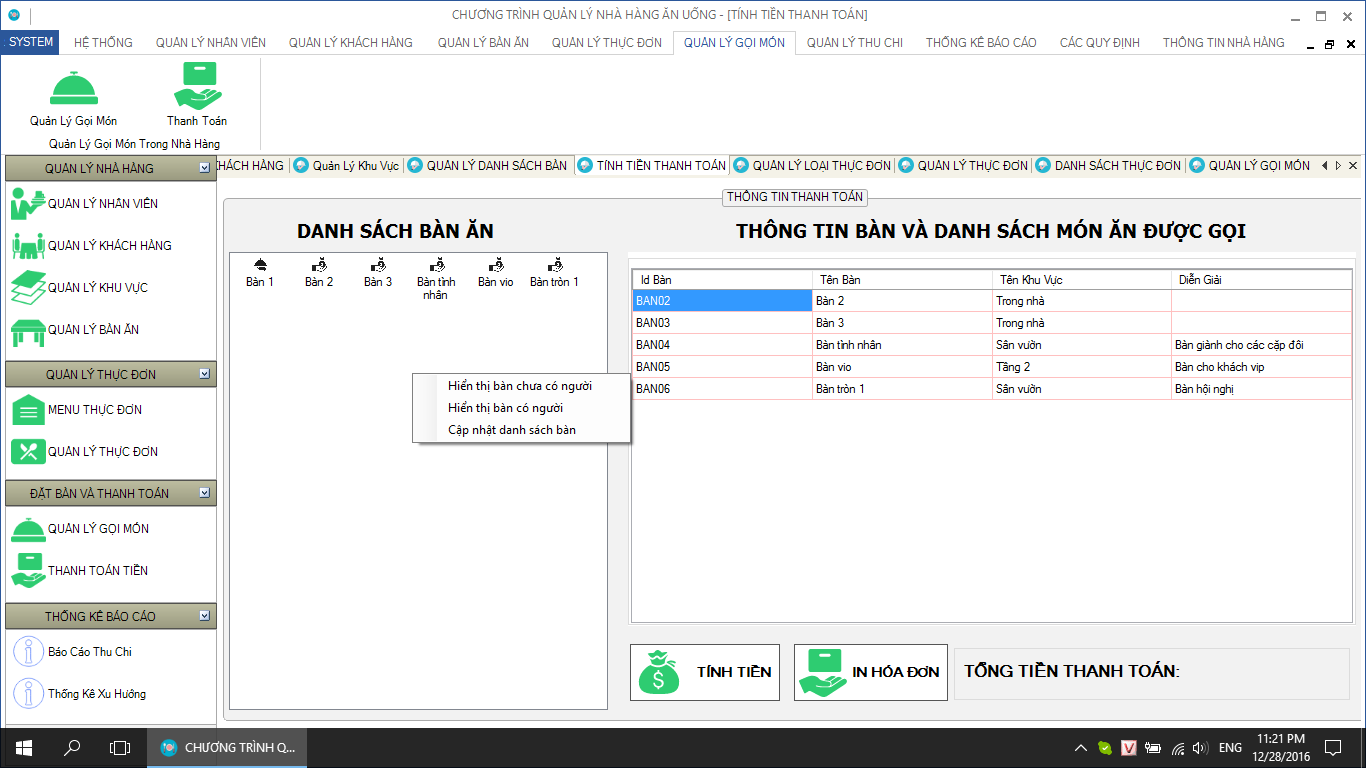 CHƯƠNG TRÌNH QUẢN LÝ NHÀ HÀNG ĂN UỐNG - [TÍNH TIỀN THANH TOÁN]
SYSTEM HỆ THỐNG QUẢN LÝ NHÂN VIÊN QUẢN LÝ KHÁCH HÀNG QUẢN LÝ BÀN ĂN QUẢN LÝ THỰC ĐƠN QUẢN LÝ GỌI MÓN QUẢN LÝ THU CHI THỐNG KÊ BÁO CÁO CÁC QUY ĐỊNH THÔNG TIN NHÀ HÀNG
Quản Lý Gọi Món Thanh Toán
Quản Lý Gọi Món Trong Nhà Hàng
KHÁCH HÀNG Quản Lý Khu Vực QUẢN LÝ DANH SÁCH BÀN TÍNH TIỀN THANH TOÁN QUẢN LÝ LOẠI THỰC ĐƠN QUẢN LÝ THỰC ĐƠN DANH SÁCH THỰC ĐƠN QUẢN LÝ GỌI MÓN
QUẢN LÝ NHÀ HÀNG
QUẢN LÝ NHÂN VIÊN
QUẢN LÝ KHÁCH HÀNG
QUẢN LÝ KHU VỰC
QUẢN LÝ BÀN ĂN
QUẢN LÝ THỰC ĐƠN
MENU THỰC ĐƠN
QUẢN LÝ THỰC ĐƠN
ĐẶT BÀN VÀ THANH TOÁN
QUẢN LÝ GỌI MÓN
THANH TOÁN TIỀN
THỐNG KÊ BÁO CÁO
Báo Cáo Thu Chi
Thống Kê Xu Hướng
THÔNG TIN THANH TOÁN
DANH SÁCH BÀN ĂN
Bàn 1 Bàn 2 Bàn 3 Bàn tình nhân Bàn vio Bàn tròn 1
Hiển thị bàn chưa có người
Hiển thị bàn có người
Cập nhật danh sách bàn
THÔNG TIN BÀN VÀ DANH SÁCH MÓN ĂN ĐƯỢC GỌI
Id Bàn Tên Bàn Tên Khu Vực Diễn Giải
BAN02 Bàn 2 Trong nhà
BAN03 Bàn 3 Trong nhà
BAN04 Bàn tình nhân Sân vườn Bàn giành cho các cặp đôi
BAN05 Bàn vio Tầng 2 Bàn cho khách vip
BAN06 Bàn tròn 1 Sân vườn Bàn hội nghị
TÍNH TIỀN IN HÓA ĐƠN TỔNG TIỀN THANH TOÁN:
CHƯƠNG TRÌNH Q... ENG 11:21 PM
12/28/2016